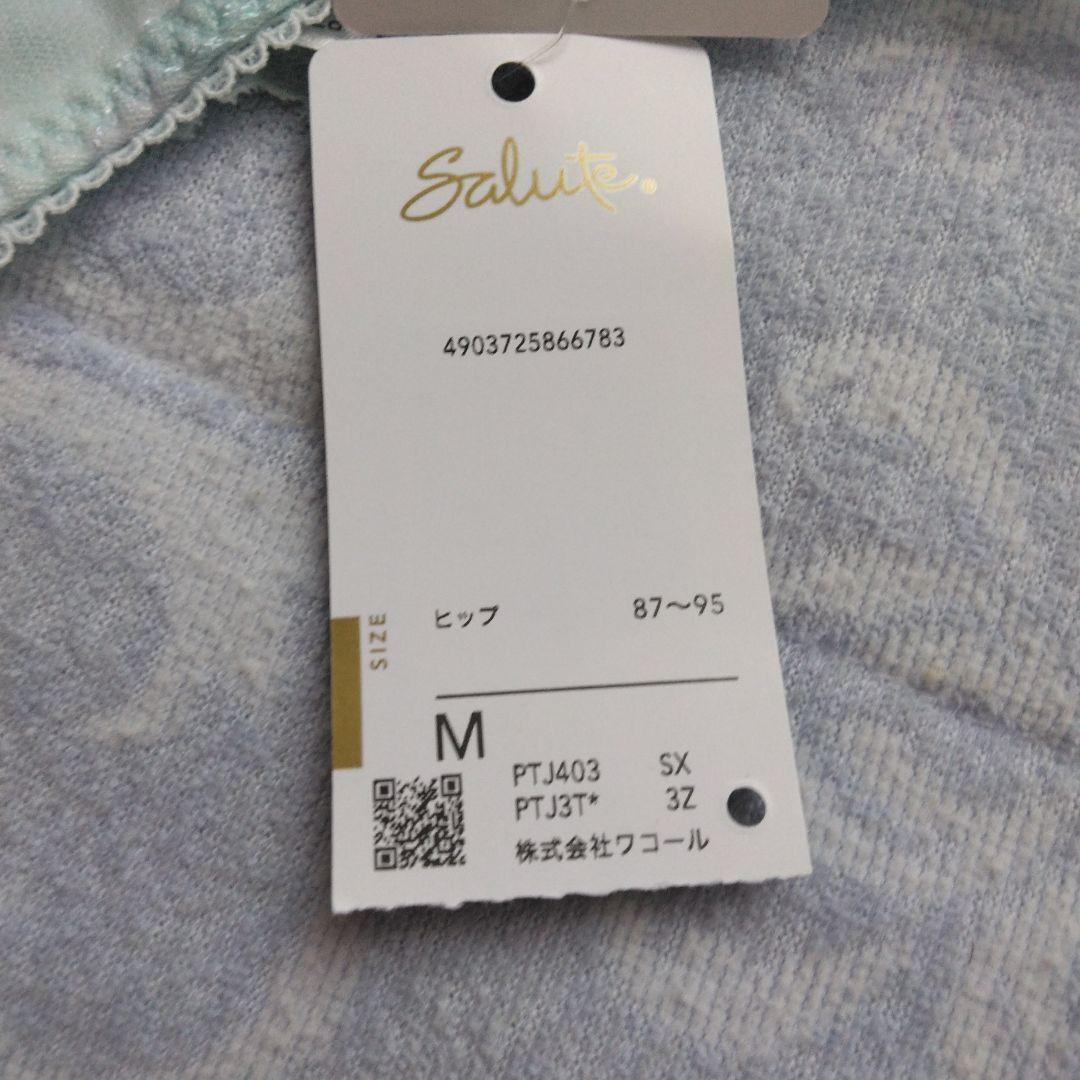 Salute®
4903725866783
SIZE
ヒップ 87～95
M
PTJ403 SX
PTJ3T* 3Z
株式会社ワコール